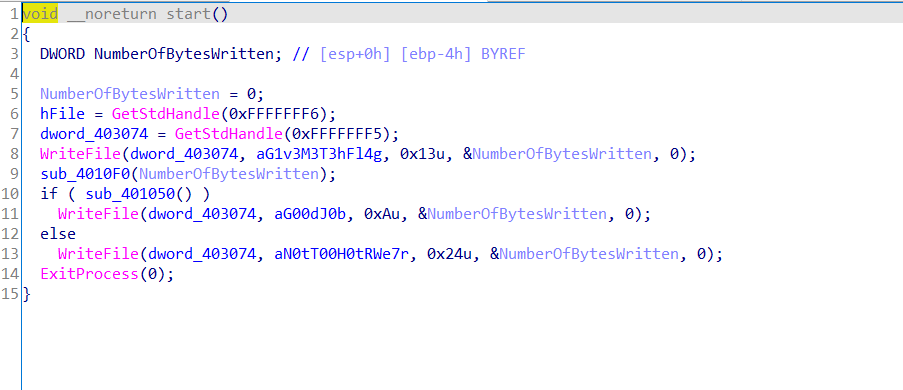 1 void __noreturn start()
2 {
3 DWORD NumberOfBytesWritten; // [esp+0h] [ebp-4h] BYREF
4
5 NumberOfBytesWritten = 0;
6 hFile = GetStdHandle(0xFFFFFFF6);
7 dword_403074 = GetStdHandle(0xFFFFFFF5);
8 WriteFile(dword_403074, aG1v3M3T3hFl4g, 0x13u, &NumberOfBytesWritten, 0);
9 sub_4010F0(NumberOfBytesWritten);
10 if ( sub_401050() )
11 WriteFile(dword_403074, aG00dJ0b, 0xAu, &NumberOfBytesWritten, 0);
12 else
13 WriteFile(dword_403074, aN0tT00H0tRWe7r, 0x24u, &NumberOfBytesWritten, 0);
14 ExitProcess(0);
15 }